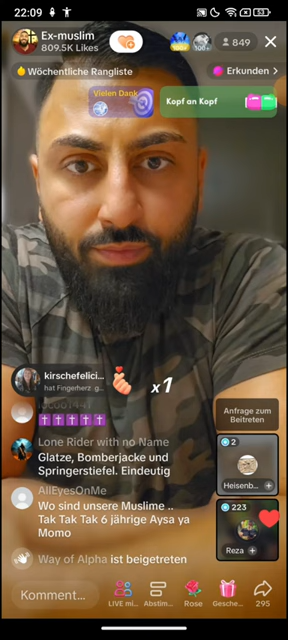 22:09
53
Ex-muslim
809.5K Likes
100+
849
Wöchentliche Rangliste
Erkunden >
Vielen Dank
Kopf an Kopf
kirschefelici...
hat Fingerherz g...
x1
Lone Rider with no Name
Glatze, Bomberjacke und
Springerstiefel. Eindeutig
AllEyesOnMe
Wo sind unsere Muslime ..
Tak Tak Tak 6 jährige Aysa ya
Momo
Way of Alpha ist beigetreten
Anfrage zum
Beitreten
2
Heisenb... +
223
Reza +
Komment...
LIVE mi...
Abstim...
Rose
Gesche...
295